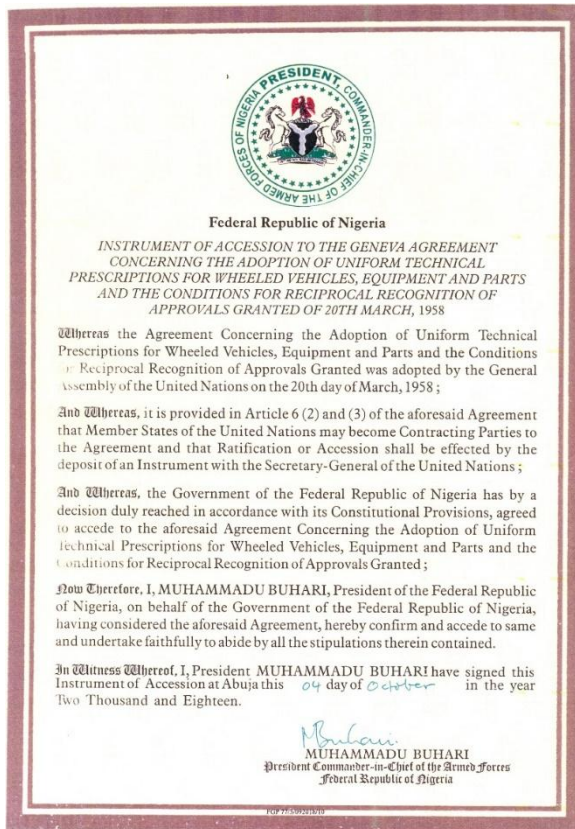 PRESIDENT, COMMANDER-IN-CHIEF OF THE ARMED FORCES OF NIGERIA
Federal Republic of Nigeria
INSTRUMENT OF ACCESSION TO THE GENEVA AGREEMENT
CONCERNING THE ADOPTION OF UNIFORM TECHNICAL
PRESCRIPTIONS FOR WHEELED VEHICLES, EQUIPMENT AND PARTS
AND THE CONDITIONS FOR RECIPROCAL RECOGNITION OF
APPROVALS GRANTED OF 20TH MARCH, 1958
Whereas the Agreement Concerning the Adoption of Uniform Technical
Prescriptions for Wheeled Vehicles, Equipment and Parts and the Conditions
Reciprocal Recognition of Approvals Granted was adopted by the General
Assembly of the United Nations on the 20th day of March, 1958 ;
And Whereas, it is provided in Article 6 (2) and (3) of the aforesaid Agreement
that Member States of the United Nations may become Contracting Parties to
the Agreement and that Ratification or Accession shall be effected by the
deposit of an Instrument with the Secretary-General of the United Nations ;
And Whereas, the Government of the Federal Republic of Nigeria has by a
decision duly reached in accordance with its Constitutional Provisions, agreed
to accede to the aforesaid Agreement Concerning the Adoption of Uniform
Technical Prescriptions for Wheeled Vehicles, Equipment and Parts and the
Conditions for Reciprocal Recognition of Approvals Granted ;
Now Therefore, I, MUHAMMADU BUHARI, President of the Federal Republic
of Nigeria, on behalf of the Government of the Federal Republic of Nigeria,
having considered the aforesaid Agreement, hereby confirm and accede to same
and undertake faithfully to abide by all the stipulations therein contained.
In Witness Whereof, I, President MUHAMMADU BUHARI have signed this
Instrument of Accession at Abuja this 04 day of October in the year
Two Thousand and Eighteen.
MBuhari.
MUHAMMADU BUHARI
President Commander-in-Chief of the Armed Forces
Federal Republic of Nigeria